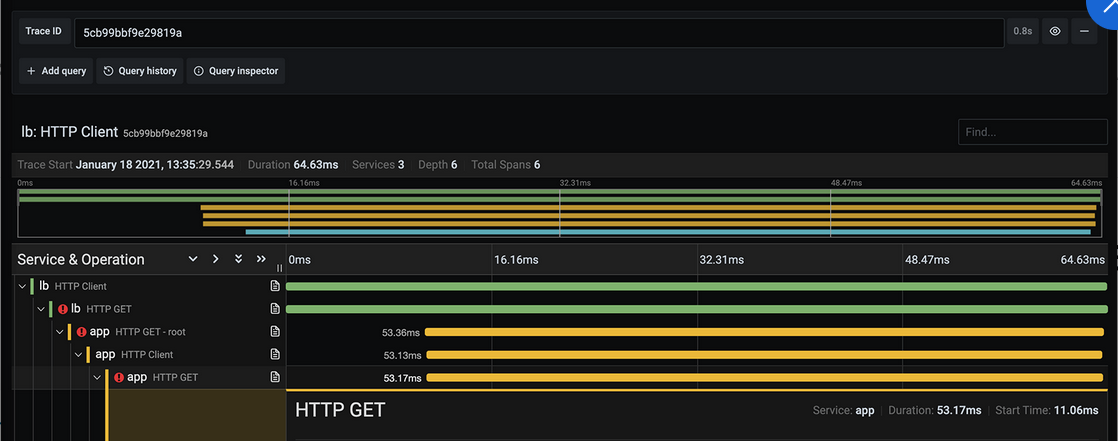 Trace ID 5cb99bbf9e29819a 0.8s
+ Add query Query history Query inspector
lb: HTTP Client 5cb99bbf9e29819a Find...
Trace Start January 18 2021, 13:35:29.544 Duration 64.63ms Services 3 Depth 6 Total Spans 6
0ms 16.16ms 32.31ms 48.47ms 64.63ms
Service & Operation 0ms 16.16ms 32.31ms 48.47ms 64.63ms
lb HTTP Client
lb HTTP GET
app HTTP GET - root 53.36ms
app HTTP Client 53.13ms
app HTTP GET 53.17ms
HTTP GET Service: app Duration: 53.17ms Start Time: 11.06ms